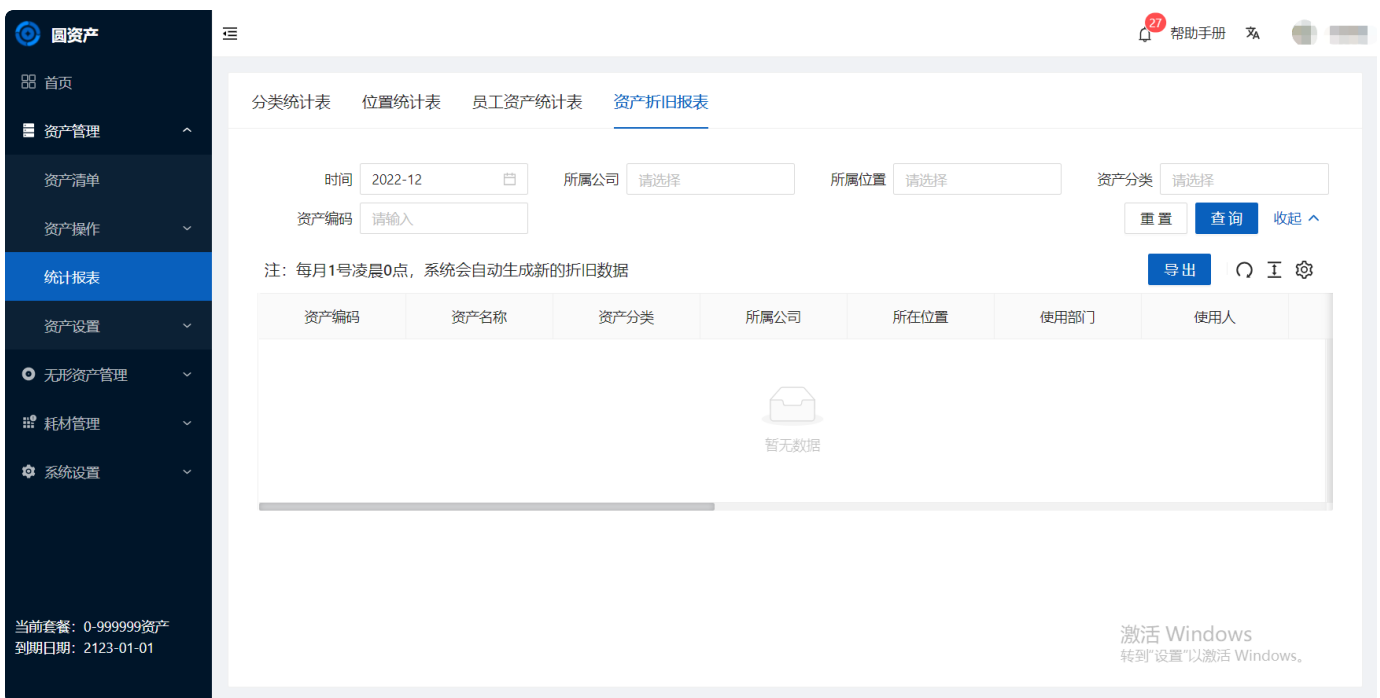 圆资产
27
帮助手册
首页
资产管理
资产清单
资产操作
统计报表
资产设置
无形资产管理
耗材管理
系统设置
当前套餐：0-999999资产
到期日期：2123-01-01
分类统计表 位置统计表 员工资产统计表 资产折旧报表
时间 2022-12 所属公司 请选择 所属位置 请选择 资产分类 请选择
资产编码 请输入 重置 查询 收起
注：每月1号凌晨0点，系统会自动生成新的折旧数据 导出
资产编码 资产名称 资产分类 所属公司 所在位置 使用部门 使用人
暂无数据
激活 Windows
转到"设置"以激活 Windows。